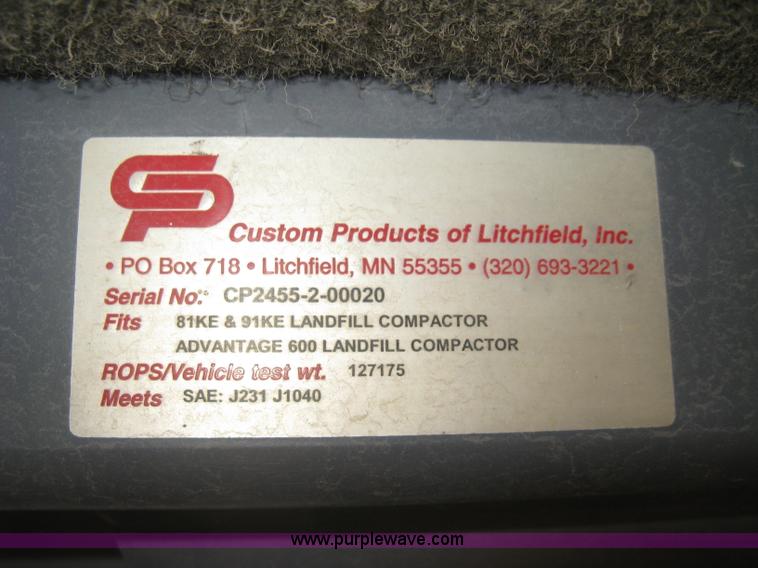 CP
Custom Products of Litchfield, Inc.
• PO Box 718 • Litchfield, MN 55355 • (320) 693-3221 •
Serial No: CP2455-2-00020
Fits 81KE & 91KE LANDFILL COMPACTOR
ADVANTAGE 600 LANDFILL COMPACTOR
ROPS/Vehicle test wt. 127175
Meets SAE: J231 J1040
www.purplewave.com